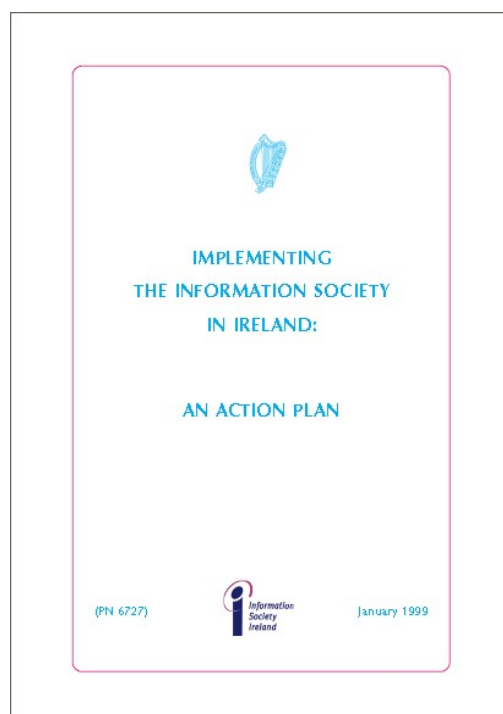 IMPLEMENTING
THE INFORMATION SOCIETY
IN IRELAND:
AN ACTION PLAN
(PN 6727)
Information
Society
Ireland
January 1999